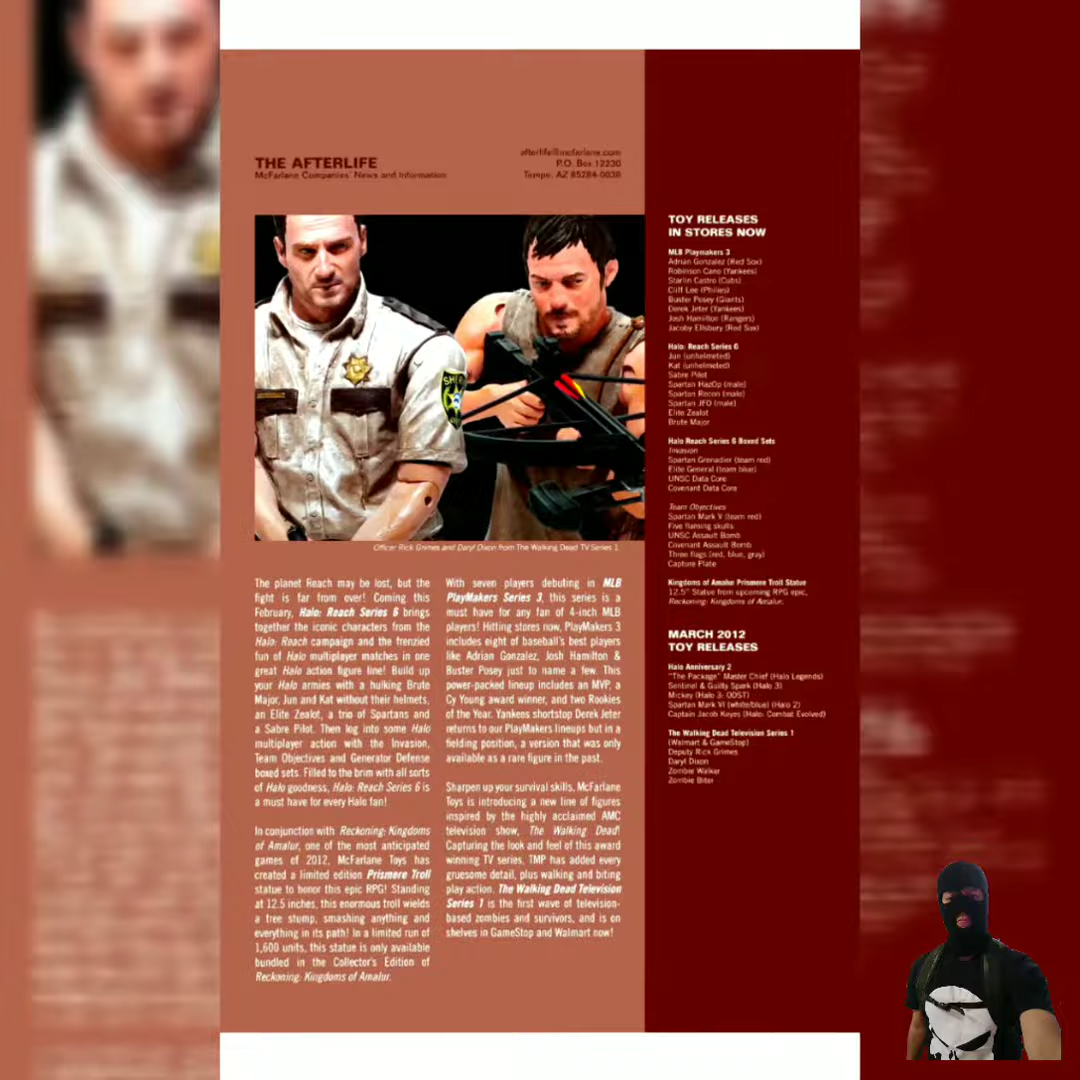 THE AFTERLIFE
McFarlane Companies' News and Information
afterlife@mcfarlane.com
P.O. Box 12230
Tempe, AZ 85284-0038
SHERIFF
Officer Rick Grimes and Daryl Dixon from The Walking Dead TV Series 1
The planet Reach may be lost, but the
fight is far from over! Coming this
February, Halo: Reach Series 6 brings
together the iconic characters from the
Halo: Reach campaign and the frenzied
fun of Halo multiplayer matches in one
great Halo action figure line! Build up
your Halo armies with a hulking Brute
Major, Jun and Kat without their helmets,
an Elite Zealot, a trio of Spartans and
a Sabre Pilot. Then log into some Halo
multiplayer action with the Invasion,
Team Objectives and Generator Defense
boxed sets. Filled to the brim with all sorts
of Halo goodness, Halo: Reach Series 6 is
a must have for every Halo fan!
In conjunction with Reckoning: Kingdoms
of Amalur, one of the most anticipated
games of 2012, McFarlane Toys has
created a limited edition Prismere Troll
statue to honor this epic RPG! Standing
at 12.5 inches, this enormous troll wields
a tree stump, smashing anything and
everything in its path! In a limited run of
1,600 units, this statue is only available
bundled in the Collector's Edition of
Reckoning: Kingdoms of Amalur.
With seven players debuting in MLB
PlayMakers Series 3, this series is a
must have for any fan of 4-inch MLB
players! Hitting stores now, PlayMakers 3
includes eight of baseball's best players
like Adrian Gonzalez, Josh Hamilton &
Buster Posey just to name a few. This
power-packed lineup includes an MVP, a
Cy Young award winner, and two Rookies
of the Year. Yankees shortstop Derek Jeter
returns to our PlayMakers lineups but in a
fielding position, a version that was only
available as a rare figure in the past.
Sharpen up your survival skills, McFarlane
Toys is introducing a new line of figures
inspired by the highly acclaimed AMC
television show, The Walking Dead!
Capturing the look and feel of this award
winning TV series, TMP has added every
gruesome detail, plus walking and biting
play action. The Walking Dead Television
Series 1 is the first wave of television-
based zombies and survivors, and is on
shelves in GameStop and Walmart now!
TOY RELEASES
IN STORES NOW
MLB Playmakers 3
Adrian Gonzalez (Red Sox)
Robinson Cano (Yankees)
Starlin Castro (Cubs)
Cliff Lee (Phillies)
Buster Posey (Giants)
Derek Jeter (Yankees)
Josh Hamilton (Rangers)
Jacoby Ellsbury (Red Sox)
Halo: Reach Series 6
Jun (unhelmeted)
Kat (unhelmeted)
Sabre Pilot
Spartan HazOp (male)
Spartan Recon (male)
Spartan JFO (male)
Elite Zealot
Brute Major
Halo Reach Series 6 Boxed Sets
Invasion
Spartan Grenadier (team red)
Elite General (team blue)
UNSC Data Core
Covenant Data Core
Team Objectives
Spartan Mark V (team red)
Five flaming skulls
UNSC Assault Bomb
Covenant Assault Bomb
Three flags (red, blue, gray)
Capture Plate
Kingdoms of Amalur Prismere Troll Statue
12.5" Statue from upcoming RPG epic,
Reckoning: Kingdoms of Amalur.
MARCH 2012
TOY RELEASES
Halo Anniversary 2
"The Package" Master Chief (Halo Legends)
Sentinel & Guilty Spark (Halo 3)
Mickey (Halo 3: ODST)
Spartan Mark VI (white/blue) (Halo 2)
Captain Jacob Keyes (Halo: Combat Evolved)
The Walking Dead Television Series 1
(Walmart & GameStop)
Deputy Rick Grimes
Daryl Dixon
Zombie Walker
Zombie Biter